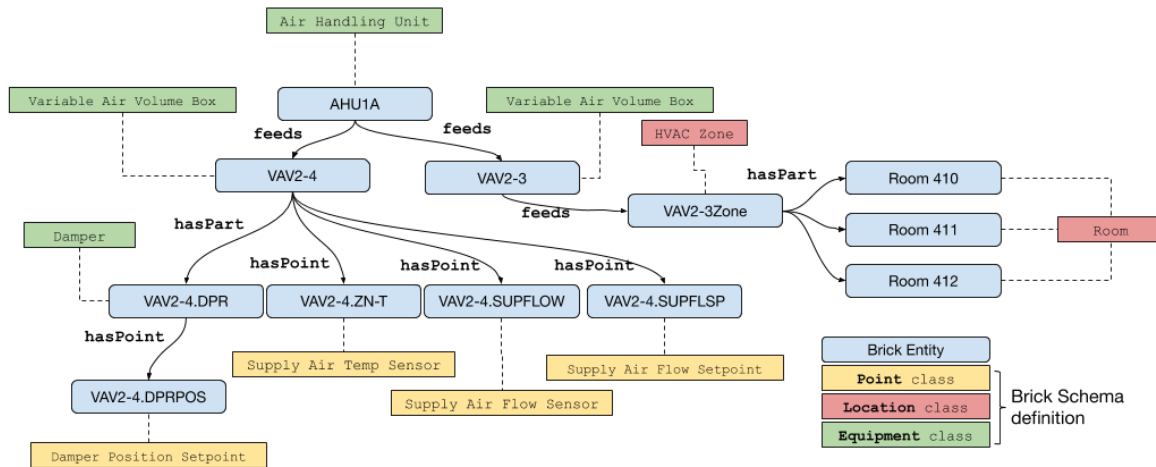 Air Handling Unit
Variable Air Volume Box
AHU1A
Variable Air Volume Box
feeds
feeds
HVAC Zone
VAV2-4
VAV2-3
hasPart
Room 410
feeds
VAV2-3Zone
hasPart
Room 411
Room
Damper
hasPoint
hasPoint
hasPoint
Room 412
VAV2-4.DPR
VAV2-4.ZN-T
VAV2-4.SUPFLOW
VAV2-4.SUPFLSP
hasPoint
Supply Air Temp Sensor
Supply Air Flow Setpoint
VAV2-4.DPRPOS
Supply Air Flow Sensor
Damper Position Setpoint
Brick Entity
Point class
Location class
Equipment class
Brick Schema
definition